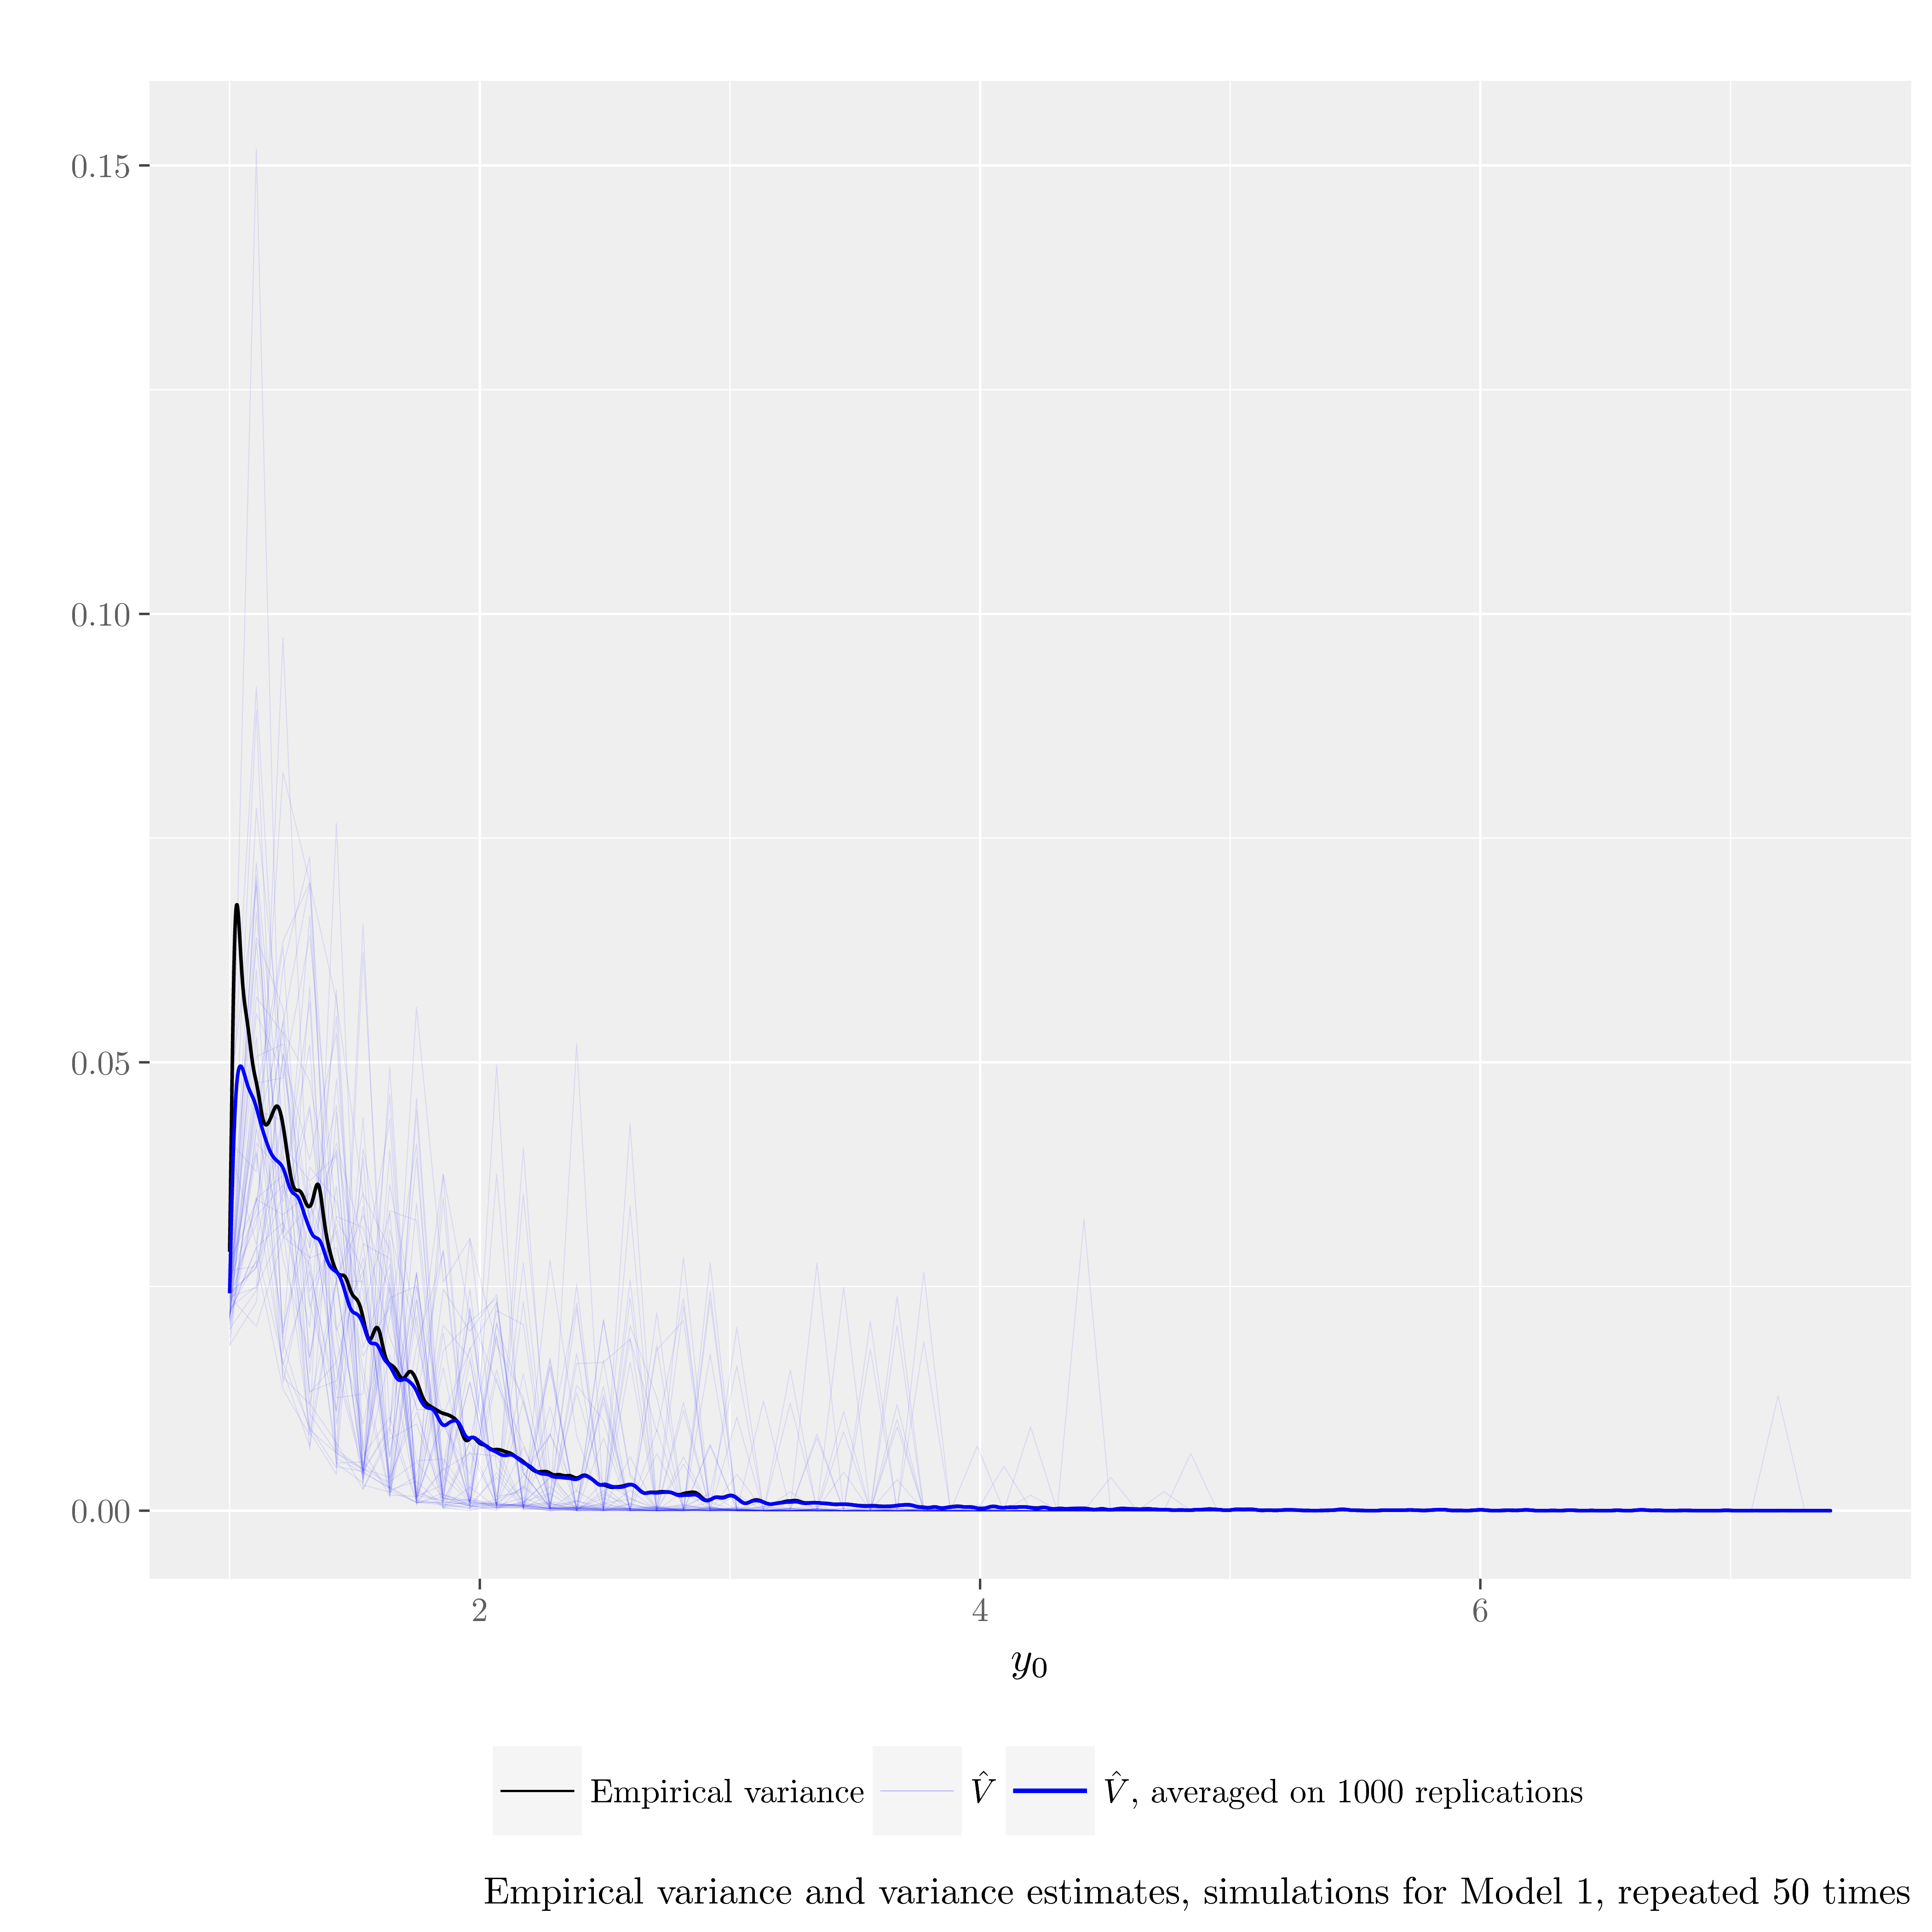 0.15
0.10
0.05
0.00
2 4 6
y₀
Empirical variance V̂ V̂, averaged on 1000 replications
Empirical variance and variance estimates, simulations for Model 1, repeated 50 times